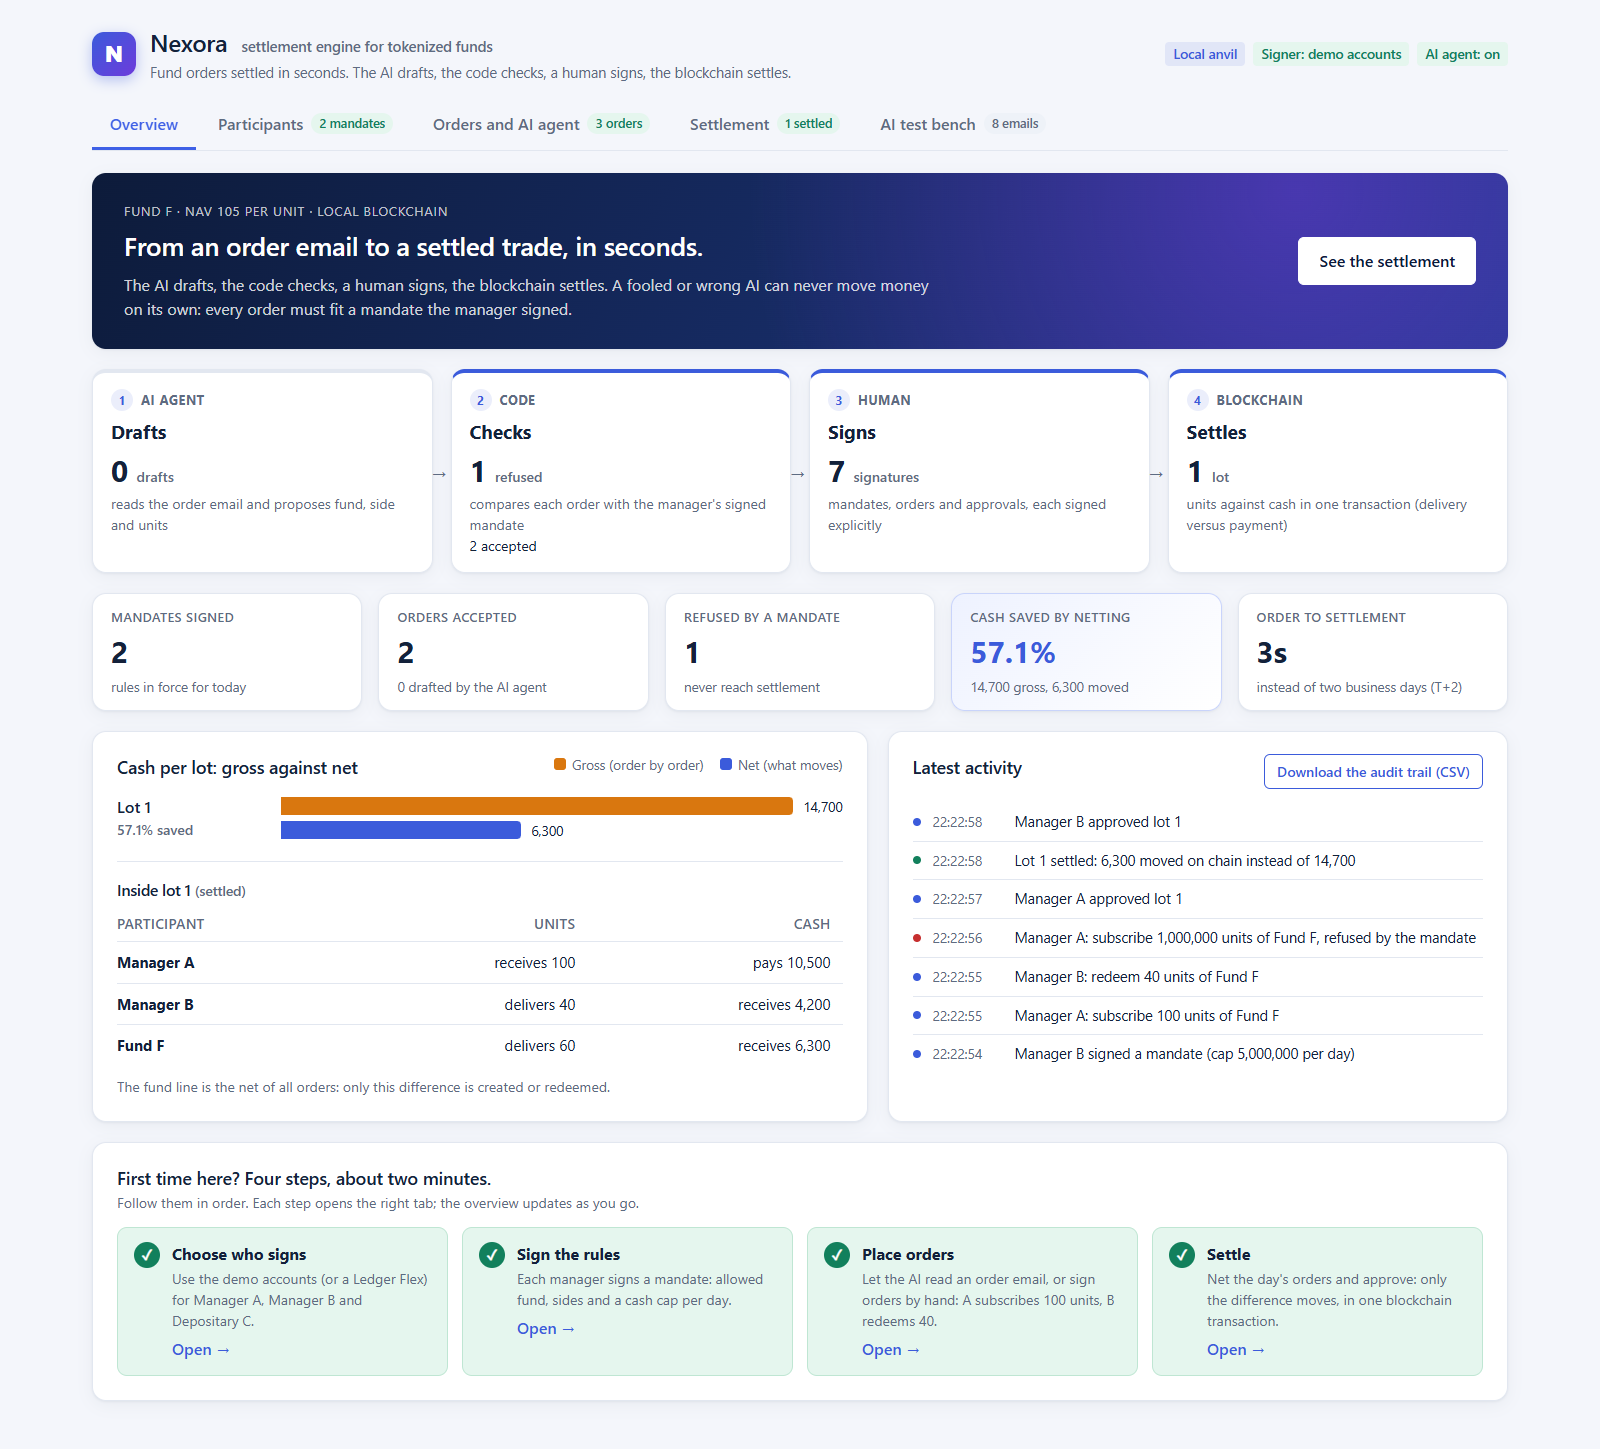 N
Nexora settlement engine for tokenized funds
Fund orders settled in seconds. The AI drafts, the code checks, a human signs, the blockchain settles.
Local anvil Signer: demo accounts AI agent: on
Overview Participants 2 mandates Orders and AI agent 3 orders Settlement 1 settled AI test bench 8 emails
FUND F · NAV 105 PER UNIT · LOCAL BLOCKCHAIN
From an order email to a settled trade, in seconds.
The AI drafts, the code checks, a human signs, the blockchain settles. A fooled or wrong AI can never move money
on its own: every order must fit a mandate the manager signed.
See the settlement
1 AI AGENT
Drafts
0 drafts
reads the order email and proposes fund, side
and units
→
2 CODE
Checks
1 refused
compares each order with the manager's signed
mandate
2 accepted
→
3 HUMAN
Signs
7 signatures
mandates, orders and approvals, each signed
explicitly
→
4 BLOCKCHAIN
Settles
1 lot
units against cash in one transaction (delivery
versus payment)
MANDATES SIGNED
2
rules in force for today
ORDERS ACCEPTED
2
0 drafted by the AI agent
REFUSED BY A MANDATE
1
never reach settlement
CASH SAVED BY NETTING
57.1%
14,700 gross, 6,300 moved
ORDER TO SETTLEMENT
3s
instead of two business days (T+2)
Cash per lot: gross against net
Gross (order by order) Net (what moves)
Lot 1
57.1% saved
14,700
6,300
Inside lot 1 (settled)
PARTICIPANT UNITS CASH
Manager A receives 100 pays 10,500
Manager B delivers 40 receives 4,200
Fund F delivers 60 receives 6,300
The fund line is the net of all orders: only this difference is created or redeemed.
Latest activity
Download the audit trail (CSV)
22:22:58 Manager B approved lot 1
22:22:58 Lot 1 settled: 6,300 moved on chain instead of 14,700
22:22:57 Manager A approved lot 1
22:22:56 Manager A: subscribe 1,000,000 units of Fund F, refused by the mandate
22:22:55 Manager B: redeem 40 units of Fund F
22:22:55 Manager A: subscribe 100 units of Fund F
22:22:54 Manager B signed a mandate (cap 5,000,000 per day)
First time here? Four steps, about two minutes.
Follow them in order. Each step opens the right tab; the overview updates as you go.
Choose who signs
Use the demo accounts (or a Ledger Flex)
for Manager A, Manager B and
Depositary C.
Open →
Sign the rules
Each manager signs a mandate: allowed
fund, sides and a cash cap per day.
Open →
Place orders
Let the AI read an order email, or sign
orders by hand: A subscribes 100 units, B
redeems 40.
Open →
Settle
Net the day's orders and approve: only
the difference moves, in one blockchain
transaction.
Open →